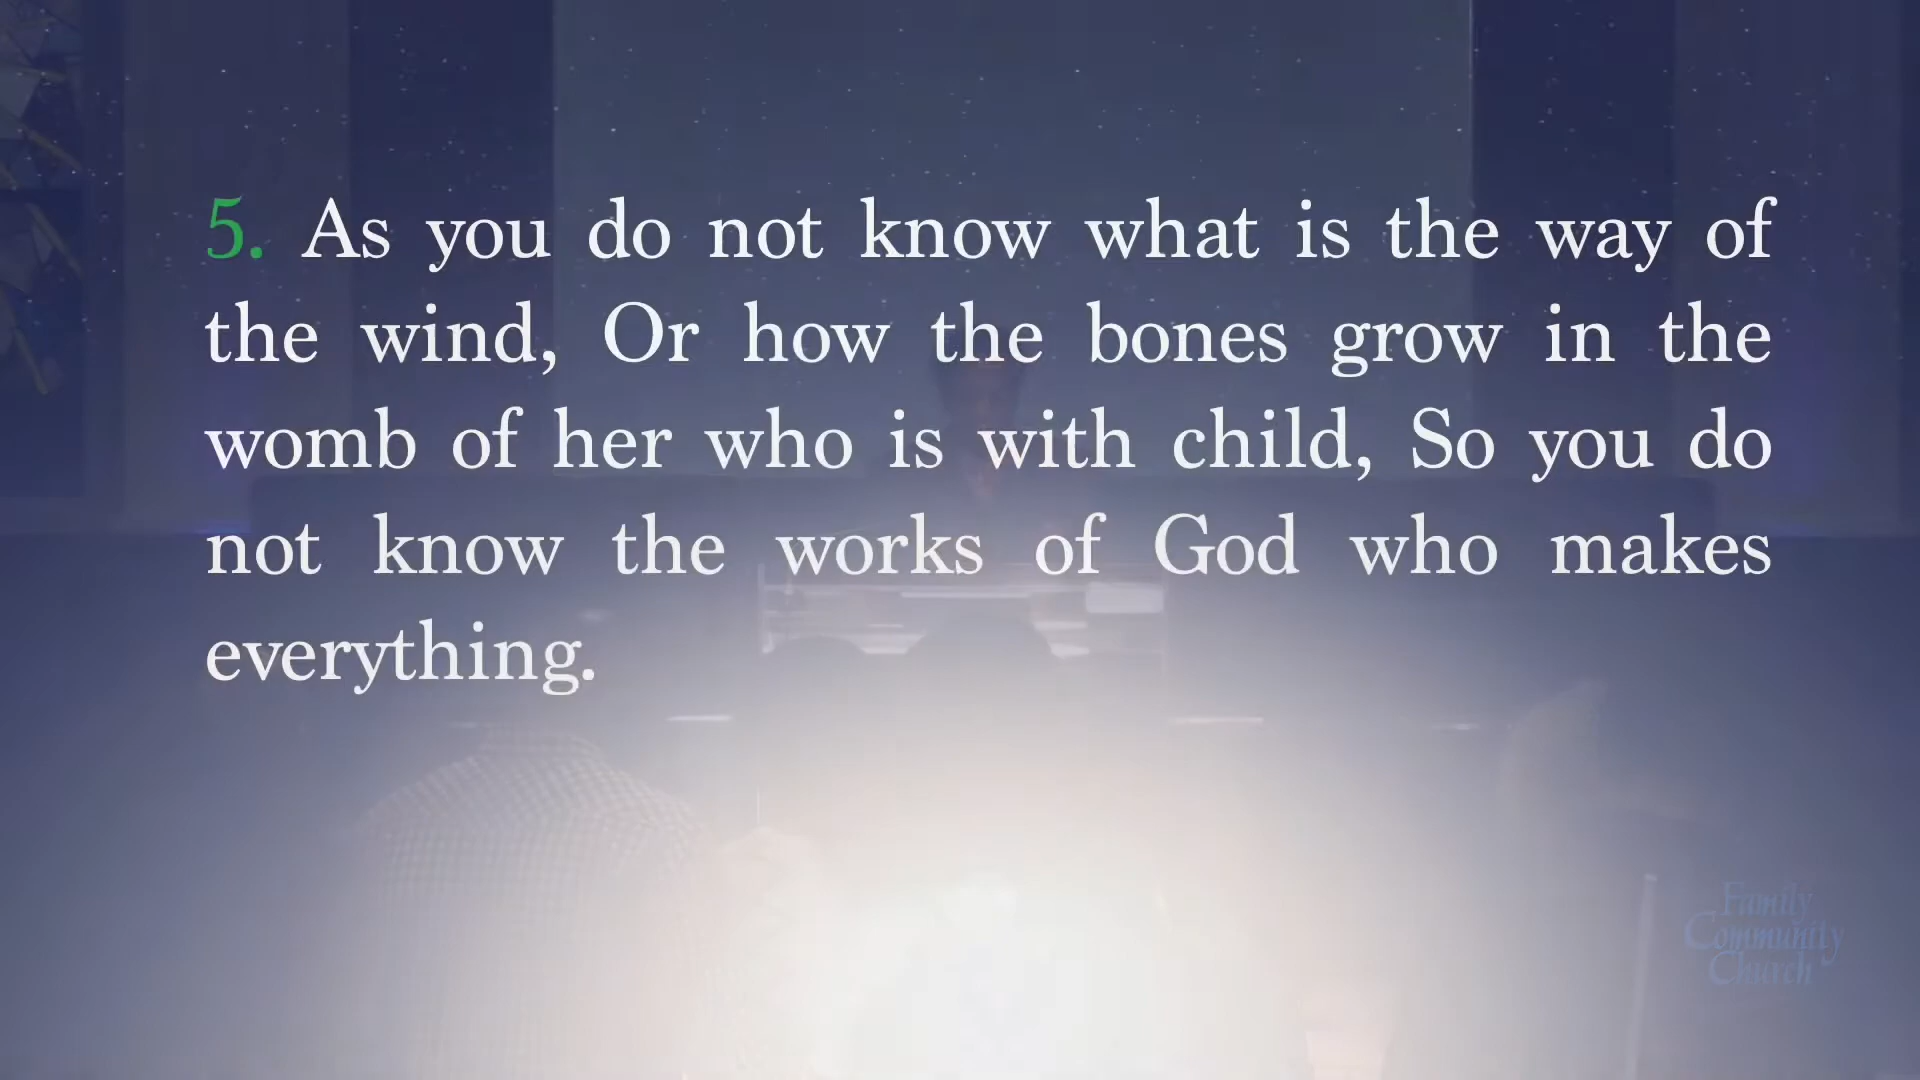 5. As you do not know what is the way of
the wind, Or how the bones grow in the
womb of her who is with child, So you do
not know the works of God who makes
everything.
Family
Community
Church